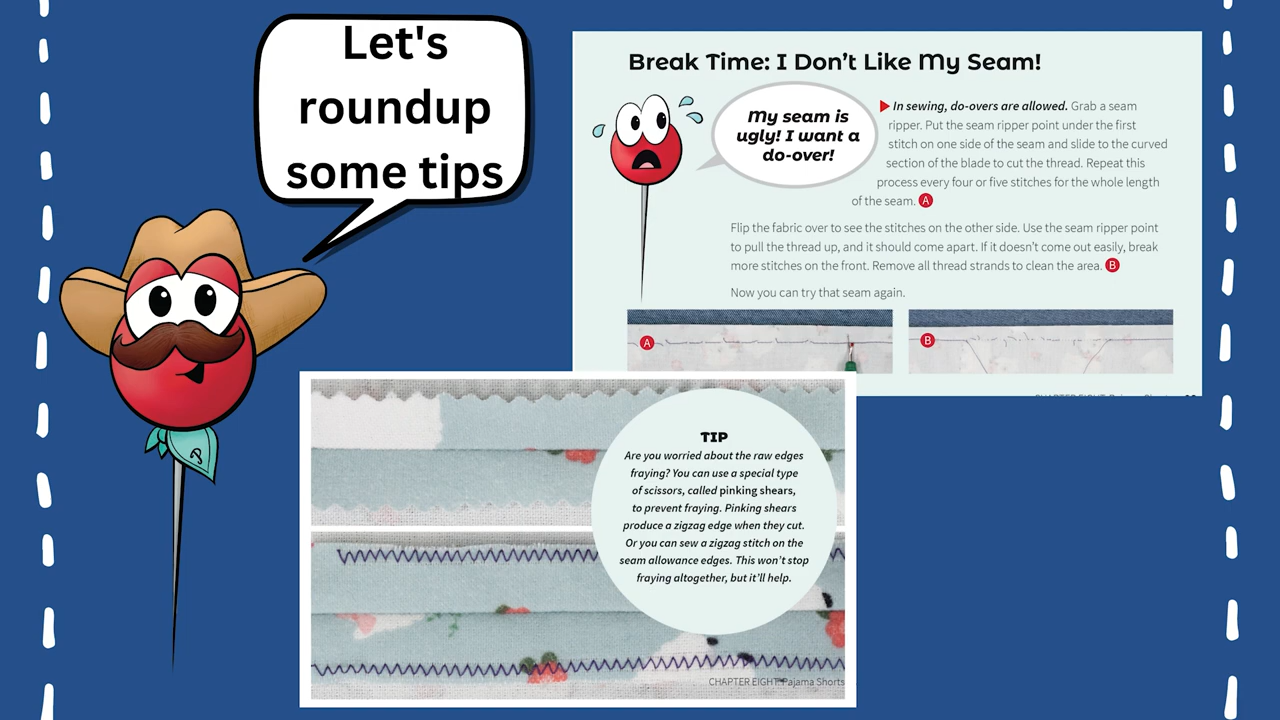 Let's
roundup
some tips
Break Time: I Don't Like My Seam!
My seam is
ugly! I want a
do-over!
In sewing, do-overs are allowed. Grab a seam
ripper. Put the seam ripper point under the first
stitch on one side of the seam and slide to the curved
section of the blade to cut the thread. Repeat this
process every four or five stitches for the whole length
of the seam. A
Flip the fabric over to see the stitches on the other side. Use the seam ripper point
to pull the thread up, and it should come apart. If it doesn't come out easily, break
more stitches on the front. Remove all thread strands to clean the area. B
Now you can try that seam again.
A
B
TIP
Are you worried about the raw edges
fraying? You can use a special type
of scissors, called pinking shears,
to prevent fraying. Pinking shears
produce a zigzag edge when they cut.
Or you can sew a zigzag stitch on the
seam allowance edges. This won't stop
fraying altogether, but it'll help.
CHAPTER EIGHT: Pajama Shorts